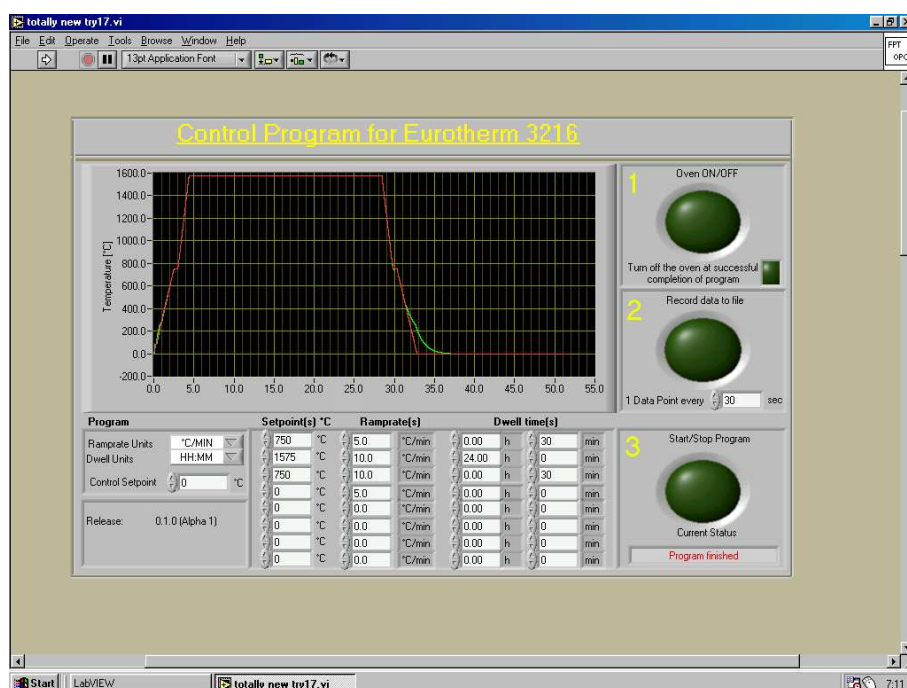 totally new try17.vi
File Edit Operate Tools Browse Window Help
13pt Application Font
FPT
OPC
Control Program for Eurotherm 3216
Temperature [°C]
1600.0
1400.0
1200.0
1000.0
800.0
600.0
400.0
200.0
0.0
-200.0
0.0 5.0 10.0 15.0 20.0 25.0 30.0 35.0 40.0 45.0 50.0 55.0
1
Oven ON/OFF
Turn off the oven at successful
completion of program
2
Record data to file
1 Data Point every 30 sec
Program Setpoint(s) °C Ramprate(s) Dwell time(s)
Ramprate Units °C/MIN
Dwell Units HH:MM
Control Setpoint 0 °C
Release: 0.1.0 (Alpha 1)
750 °C 5.0 °C/min 0.00 h 30 min
1575 °C 10.0 °C/min 24.00 h 0 min
750 °C 10.0 °C/min 0.00 h 30 min
0 °C 5.0 °C/min 0.00 h 0 min
0 °C 0.0 °C/min 0.00 h 0 min
0 °C 0.0 °C/min 0.00 h 0 min
0 °C 0.0 °C/min 0.00 h 0 min
0 °C 0.0 °C/min 0.00 h 0 min
3
Start/Stop Program
Current Status
Program finished
Start LabVIEW totally new try17.vi 7:11